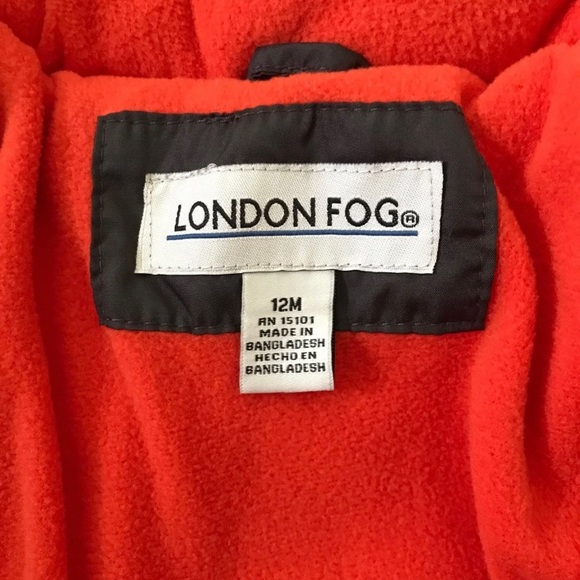 LONDON FOG®
12M
RN 15101
MADE IN
BANGLADESH
HECHO EN
BANGLADESH